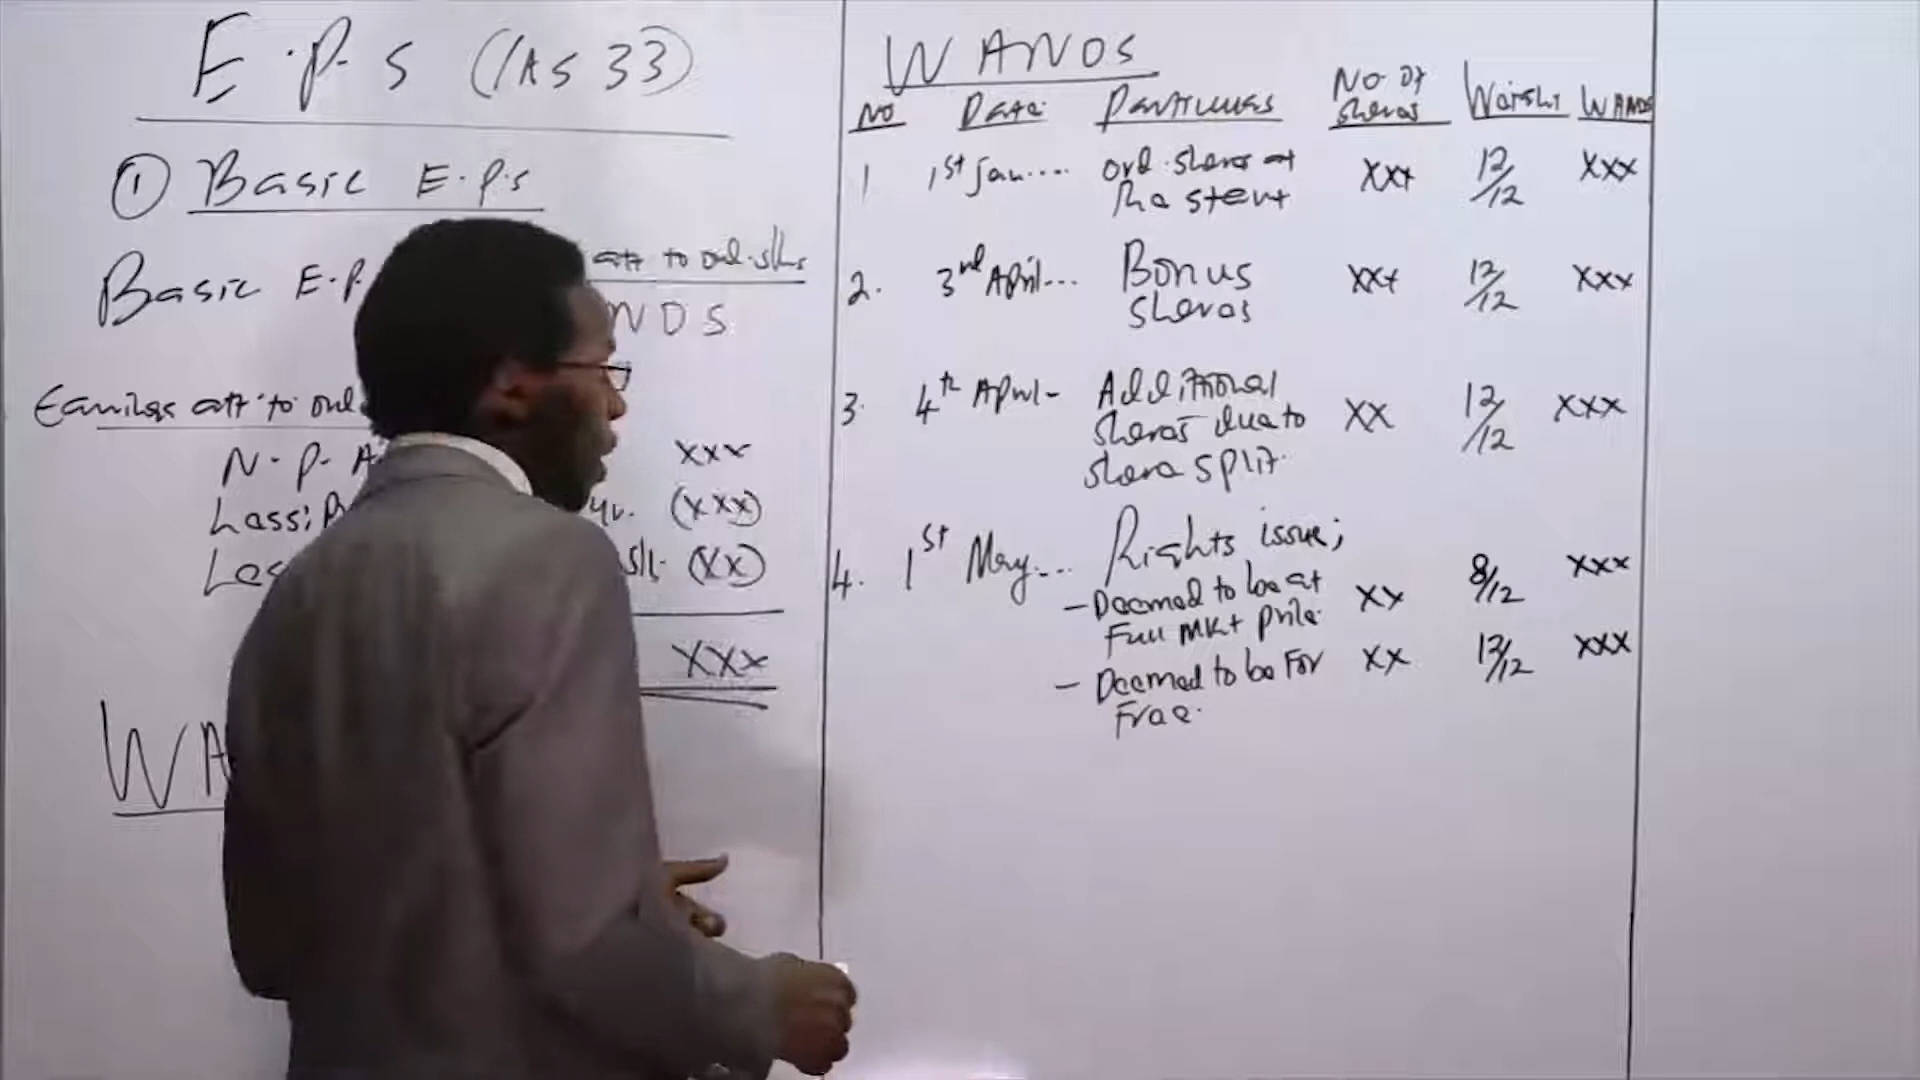 E.P.S (IAS 33)
① Basic E.P.s
Basic E.P
att to ord. s/hs
NDS
Earnings att to ord
N.P.A xxx
Less: P yr. (xxx)
Les s/h. (xx)
xxx
WA
WANOS
No Date Particulars No of shares Weight WANOS
1 1st Jan.... ord. shares at the start xxx 12/12 xxx
2. 3rd April... Bonus shares xxx 12/12 xxx
3. 4th April- Additional shares due to share split. xx 12/12 xxx
4. 1st May... Rights issue;
- Deemed to be at Full Mkt price. xx 8/12 xxx
- Deemed to be For Free. xx 12/12 xxx